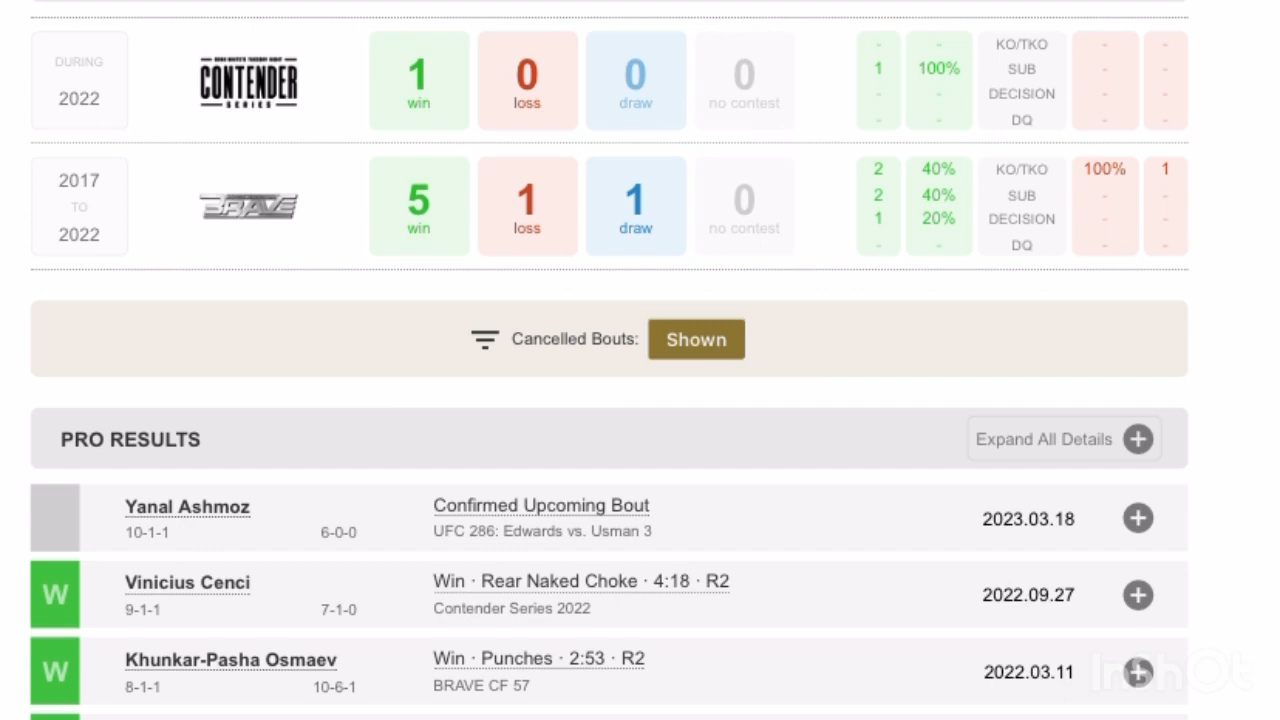 DURING
2022
CONTENDER
SERIES
1
win
0
loss
0
draw
0
no contest
- - KO/TKO - -
1 100% SUB - -
- - DECISION - -
- - DQ - -
2017
TO
2022
BRAVE
5
win
1
loss
1
draw
0
no contest
2 40% KO/TKO 100% 1
2 40% SUB - -
1 20% DECISION - -
- - DQ - -
Cancelled Bouts: Shown
PRO RESULTS Expand All Details
Yanal Ashmoz Confirmed Upcoming Bout
10-1-1 6-0-0 UFC 286: Edwards vs. Usman 3
2023.03.18
W
Vinicius Cenci Win · Rear Naked Choke · 4:18 · R2
9-1-1 7-1-0 Contender Series 2022
2022.09.27
W
Khunkar-Pasha Osmaev Win · Punches · 2:53 · R2
8-1-1 10-6-1 BRAVE CF 57
2022.03.11
InShOt